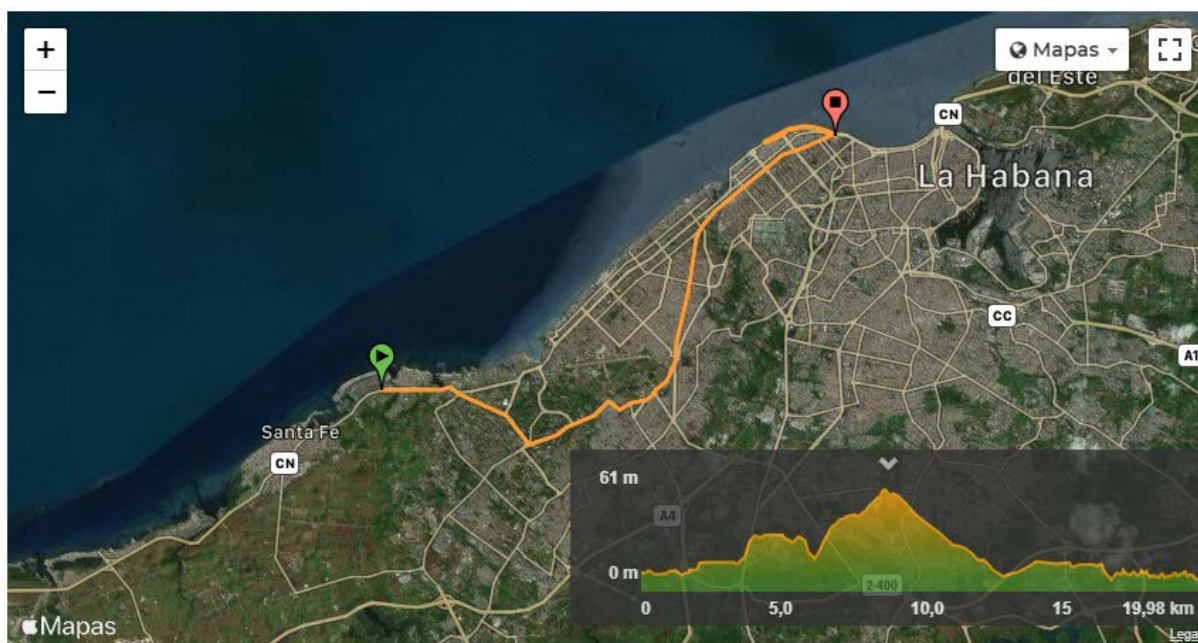 +
Mapas
−
del Este
CN
La Habana
CC
A1
Santa Fe
CN
61 m
A4
0 m
2-400
0 5,0 10,0 15 19,98 km
Mapas
Legal